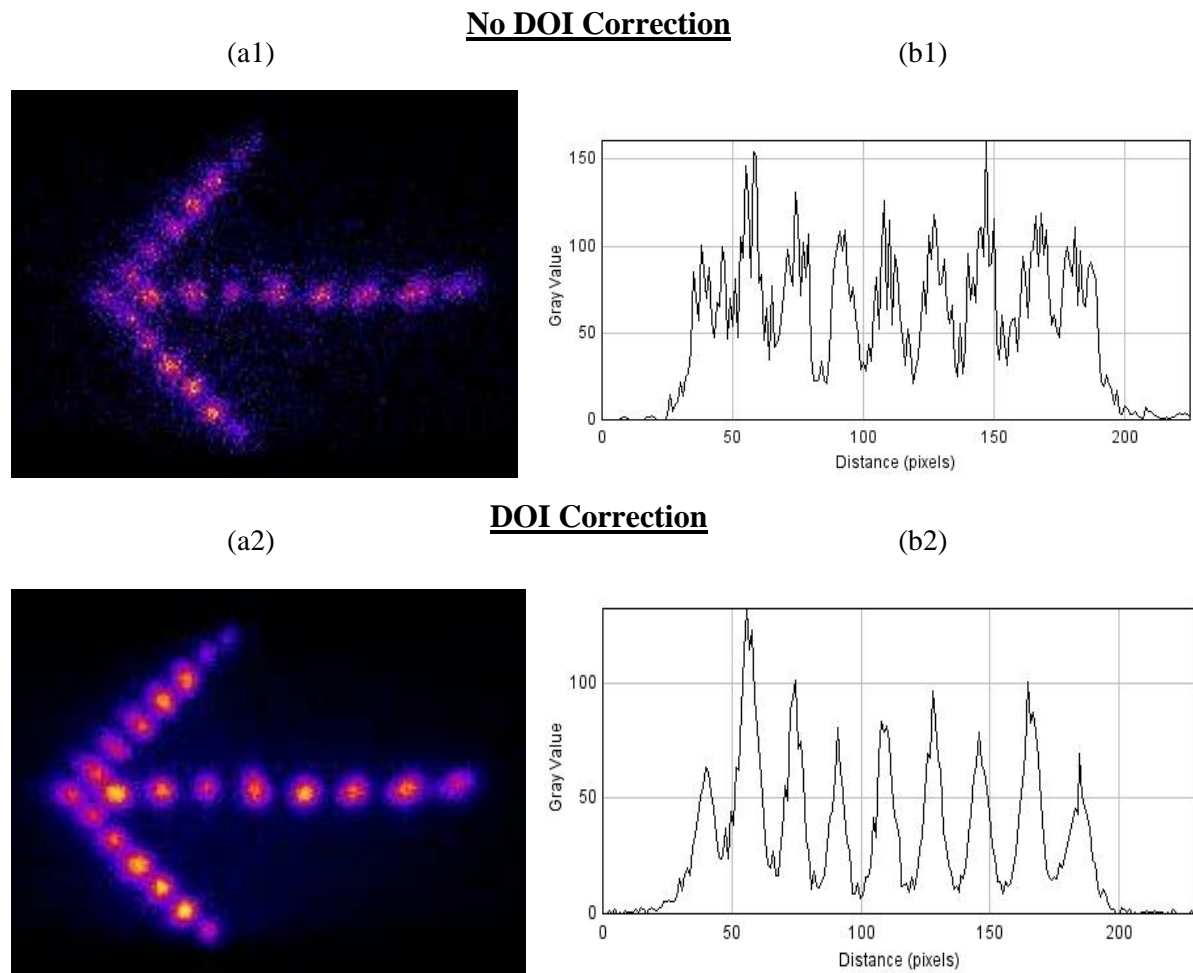 No DOI Correction
(a1)
(b1)
150
100
50
0
Gray Value
0 50 100 150 200
Distance (pixels)
DOI Correction
(a2)
(b2)
100
50
0
Gray Value
0 50 100 150 200
Distance (pixels)